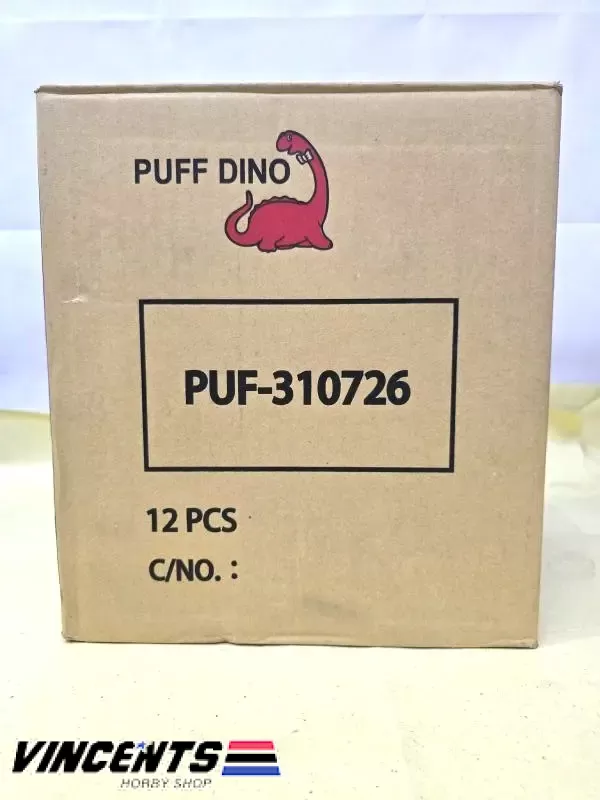 PUFF DINO
PUF-310726
12 PCS
C/NO. :
VINCENTS
HOBBY SHOP